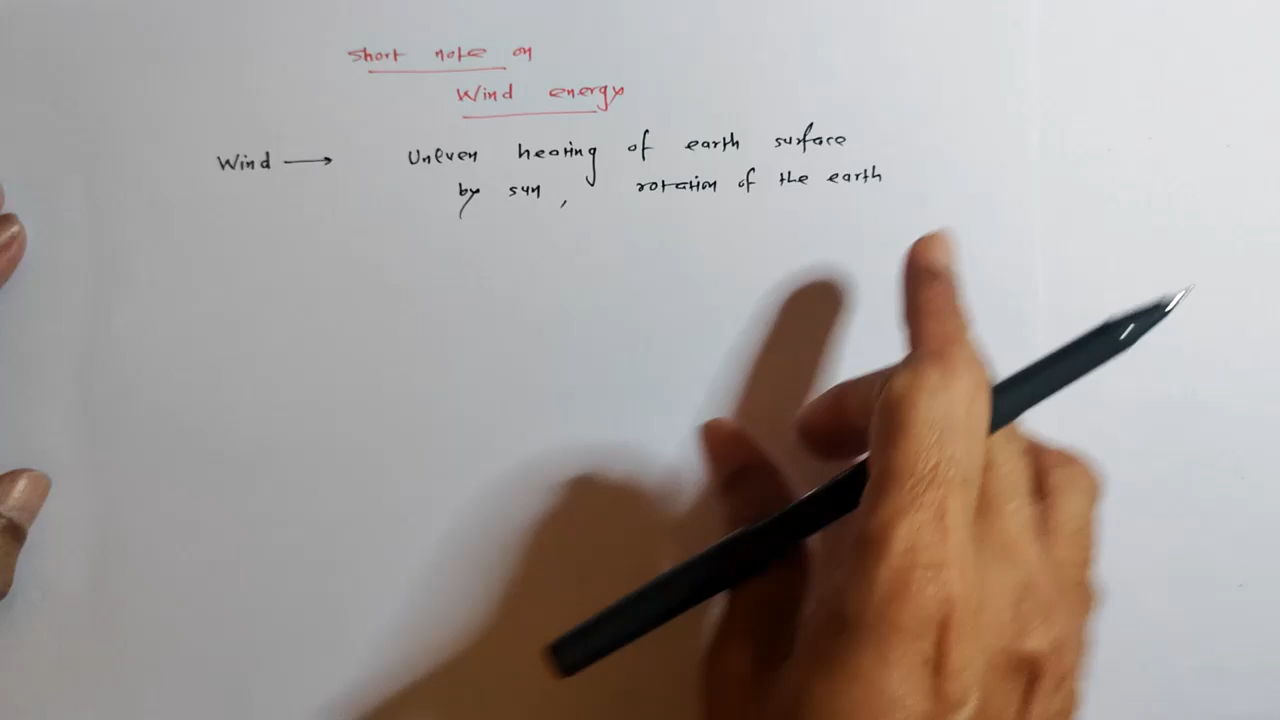 Short note on
Wind energy
Wind → Uneven heating of earth surface
by sun, rotation of the earth